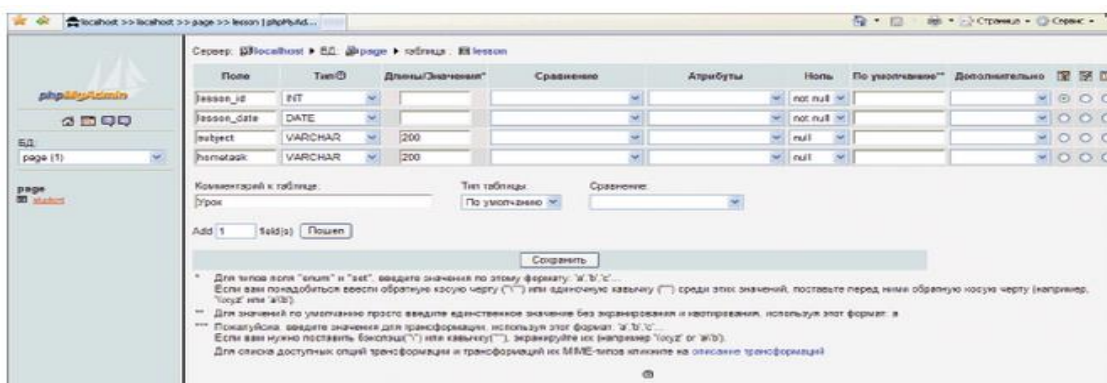 localhost >> localhost >> page >> lesson | phpMyAd...
Страница
Сервис
phpMyAdmin
БД:
page (1)
page
student
Сервер: localhost ▸ БД: page ▸ таблица : lesson
Поле Тип Длины/Значения* Сравнение Атрибуты Ноль По умолчанию** Дополнительно
lesson_id INT not null
lesson_date DATE not null
subject VARCHAR 200 null
hometask VARCHAR 200 null
Комментарий к таблице: Тип таблицы: Сравнение:
Урок По умолчанию
Add 1 field(s) Пошел
Сохранить
* Для типов поля "enum" и "set", введите значения по этому формату: 'a','b','c'...
Если вам понадобиться ввести обратную косую черту ("\") или одиночную кавычку ("'") среди этих значений, поставьте перед ними обратную косую черту (например,
'\\xyz' или 'a\'b').
** Для значений по умолчанию просто введите единственное значение без экранирования и квотирования, используя этот формат: a
*** Пожалуйста, введите значения для трансформации, используя этот формат: 'a','b','c'...
Если вам нужно поставить бэкслэш("\") или кавычку("'"), экранируйте их (например '\\xyz' or 'a\'b').
Для списка доступных опций трансформации и трансформаций их MIME-типов кликните на описание трансформаций